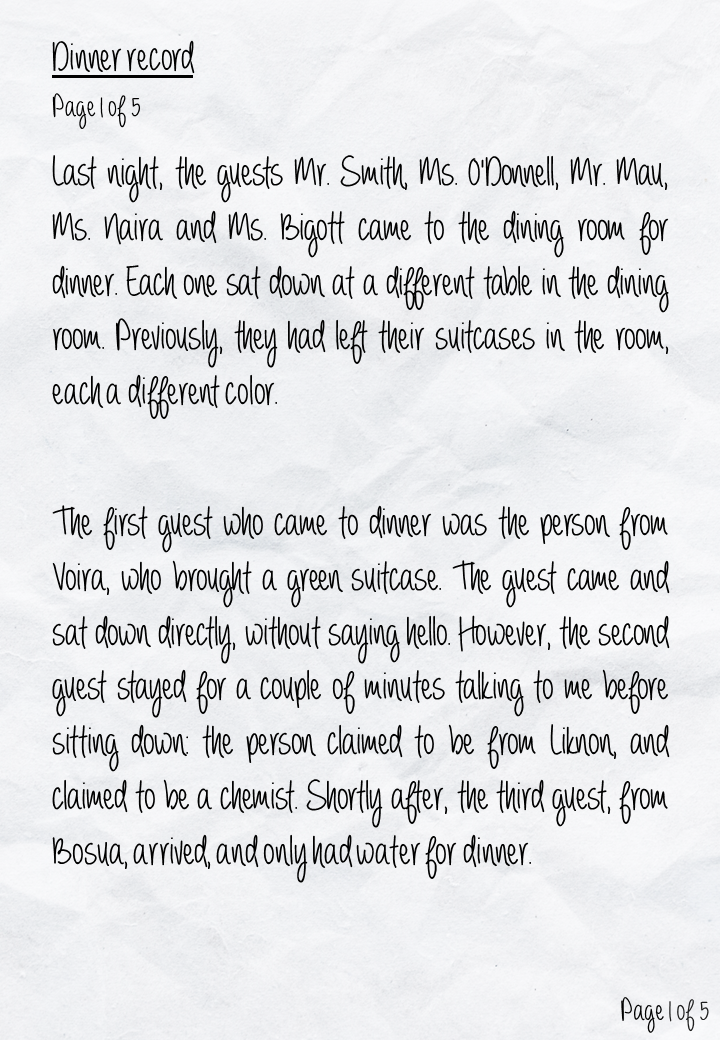 Dinner record
Page 1 of 5
Last night, the guests Mr. Smith, Ms. O'Donnell, Mr. Mau,
Ms. Naira and Ms. Bigott came to the dining room for
dinner. Each one sat down at a different table in the dining
room. Previously, they had left their suitcases in the room,
each a different color.
The first guest who came to dinner was the person from
Voira, who brought a green suitcase. The guest came and
sat down directly, without saying hello. However, the second
guest stayed for a couple of minutes talking to me before
sitting down: the person claimed to be from Liknon, and
claimed to be a chemist. Shortly after, the third guest, from
Bosua, arrived, and only had water for dinner.
Page 1 of 5